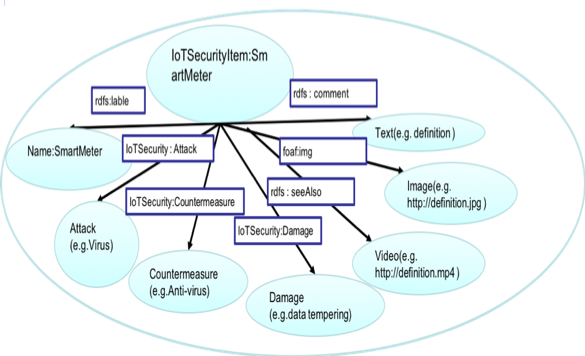 IoTSecurityItem:Sm
artMeter
rdfs:lable
rdfs : comment
Name:SmartMeter
IoTSecurity : Attack
foaf:img
Text(e.g. definition )
rdfs : seeAlso
Image(e.g.
http://definition.jpg )
IoTSecurity:Countermeasure
Attack
(e.g.Virus)
IoTSecurity:Damage
Video(e.g.
http://definition.mp4 )
Countermeasure
(e.g.Anti-virus)
Damage
(e.g.data tempering)